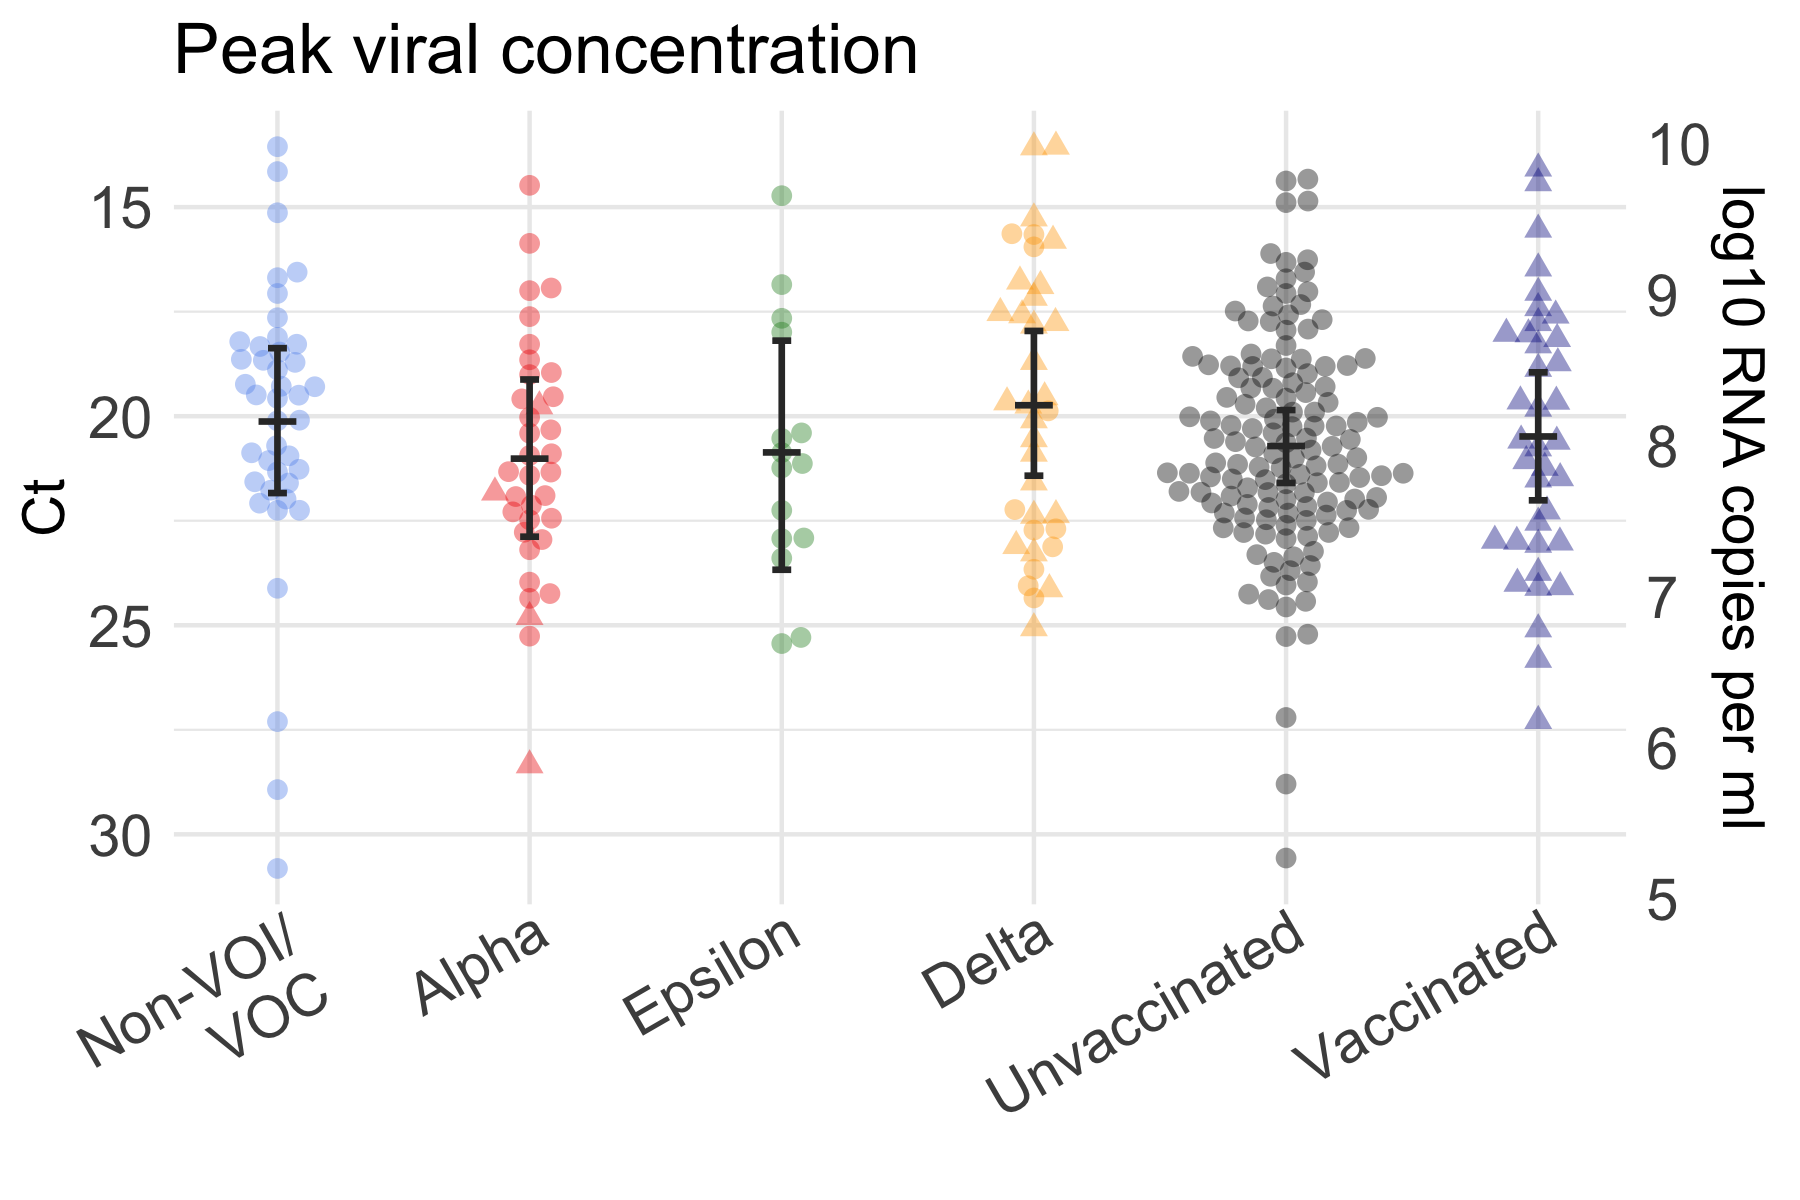 Peak viral concentration
Ct
15
20
25
30
10
9
8
7
6
5
log10 RNA copies per ml
Non-VOI/
VOC
Alpha
Epsilon
Delta
Unvaccinated
Vaccinated